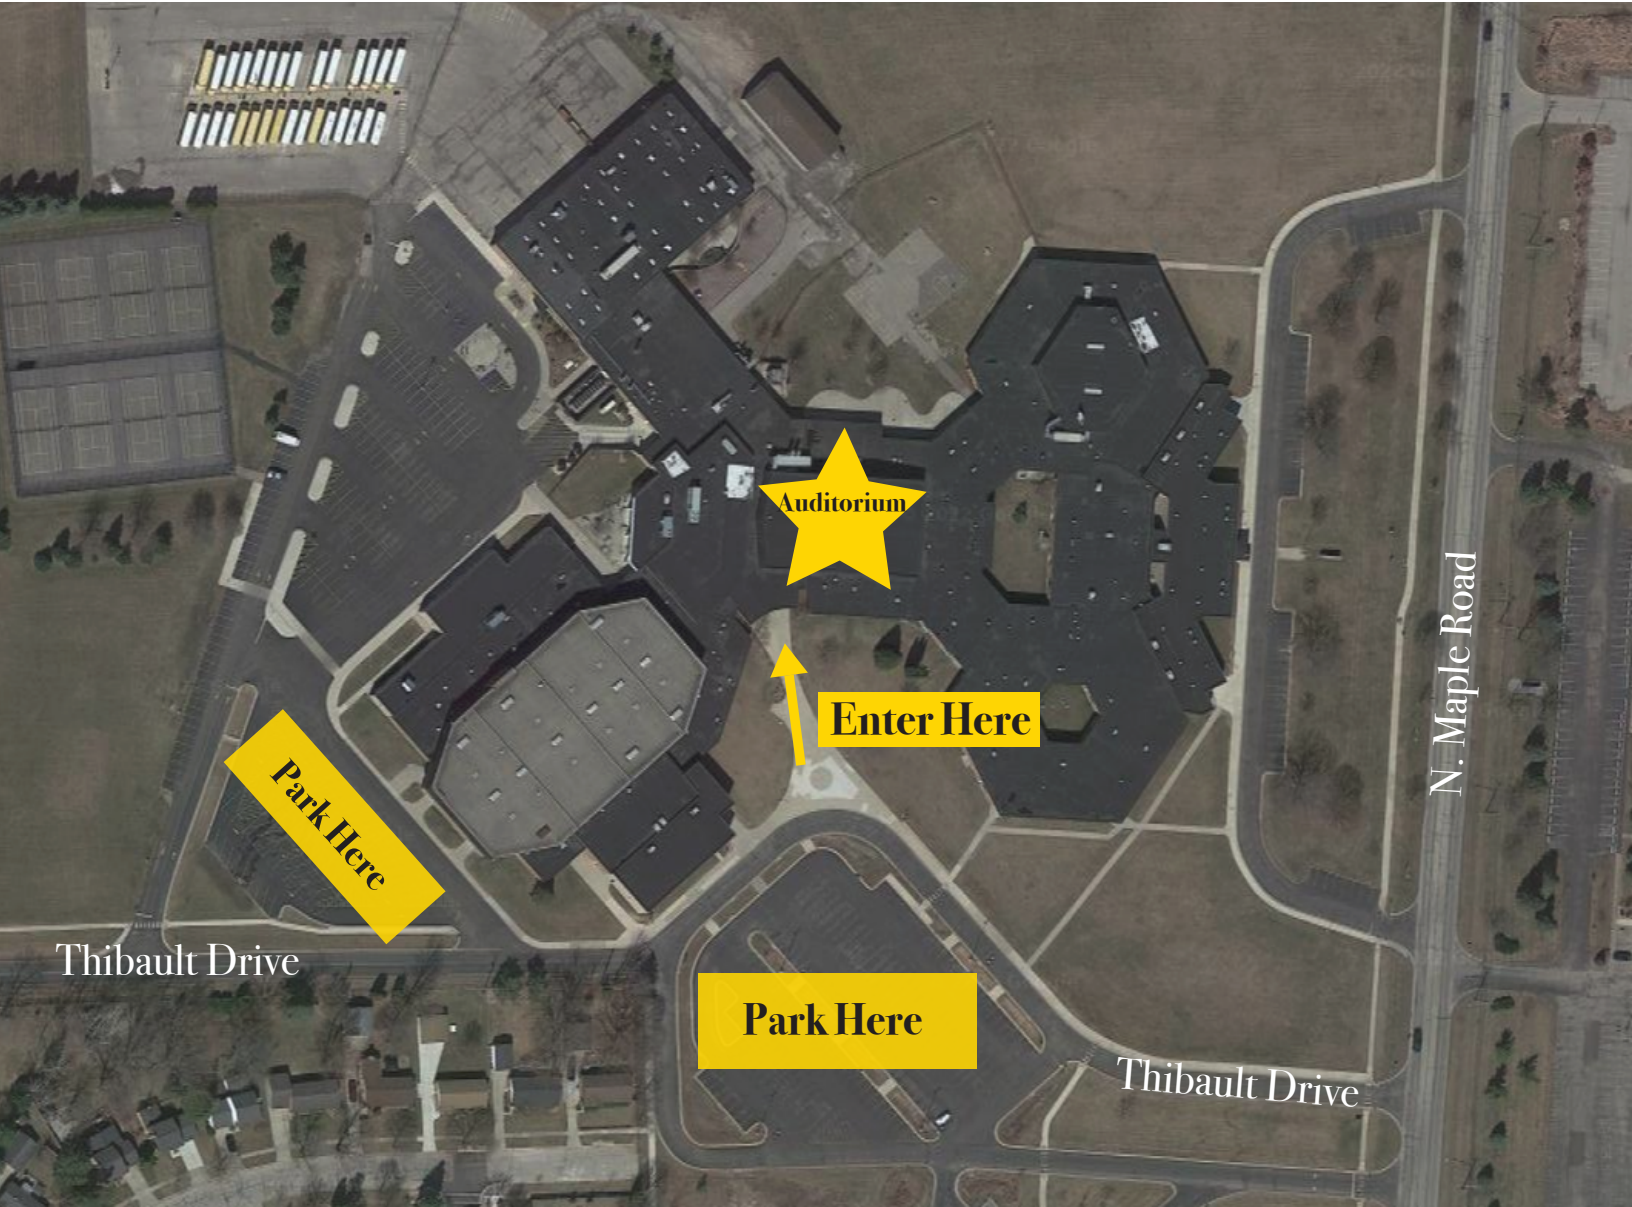 Auditorium
Enter Here
N. Maple Road
Park Here
Thibault Drive
Park Here
Thibault Drive